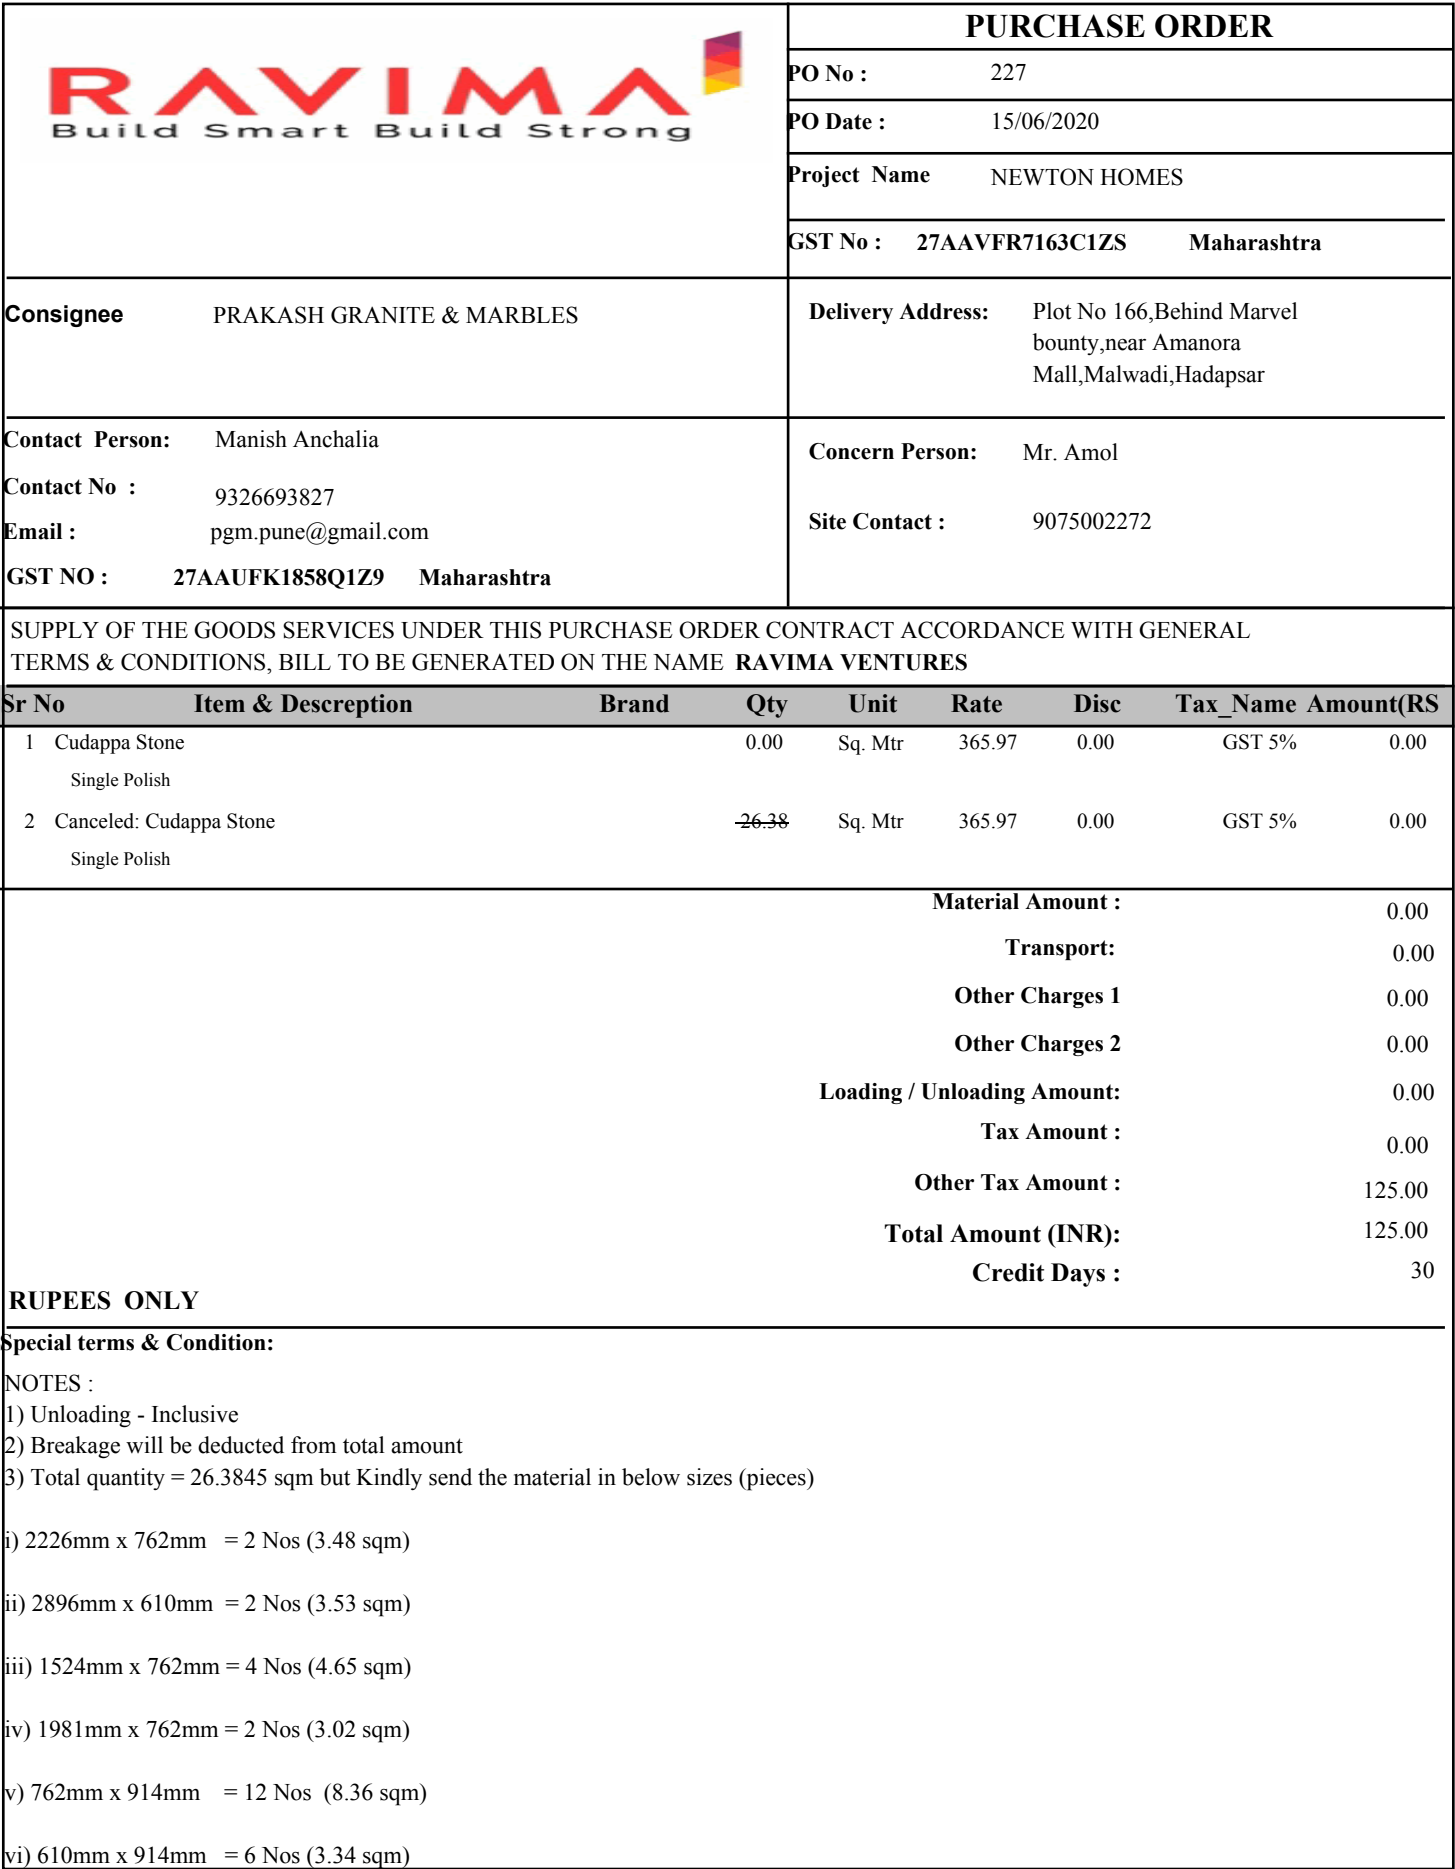 RAVIMA
Build Smart Build Strong
PURCHASE ORDER
PO No : 227
PO Date : 15/06/2020
Project Name NEWTON HOMES
GST No : 27AAVFR7163C1ZS Maharashtra
Consignee PRAKASH GRANITE & MARBLES
Delivery Address: Plot No 166,Behind Marvel
bounty,near Amanora
Mall,Malwadi,Hadapsar
Contact Person: Manish Anchalia
Contact No : 9326693827
Email : pgm.pune@gmail.com
GST NO : 27AAUFK1858Q1Z9 Maharashtra
Concern Person: Mr. Amol
Site Contact : 9075002272
SUPPLY OF THE GOODS SERVICES UNDER THIS PURCHASE ORDER CONTRACT ACCORDANCE WITH GENERAL
TERMS & CONDITIONS, BILL TO BE GENERATED ON THE NAME RAVIMA VENTURES
Sr No Item & Descreption Brand Qty Unit Rate Disc Tax_Name Amount(RS
1 Cudappa Stone 0.00 Sq. Mtr 365.97 0.00 GST 5% 0.00
Single Polish
2 Canceled: Cudappa Stone 26.38 Sq. Mtr 365.97 0.00 GST 5% 0.00
Single Polish
Material Amount : 0.00
Transport: 0.00
Other Charges 1 0.00
Other Charges 2 0.00
Loading / Unloading Amount: 0.00
Tax Amount : 0.00
Other Tax Amount : 125.00
Total Amount (INR): 125.00
Credit Days : 30
RUPEES ONLY
Special terms & Condition:
NOTES :
1) Unloading - Inclusive
2) Breakage will be deducted from total amount
3) Total quantity = 26.3845 sqm but Kindly send the material in below sizes (pieces)
i) 2226mm x 762mm = 2 Nos (3.48 sqm)
ii) 2896mm x 610mm = 2 Nos (3.53 sqm)
iii) 1524mm x 762mm = 4 Nos (4.65 sqm)
iv) 1981mm x 762mm = 2 Nos (3.02 sqm)
v) 762mm x 914mm = 12 Nos (8.36 sqm)
vi) 610mm x 914mm = 6 Nos (3.34 sqm)